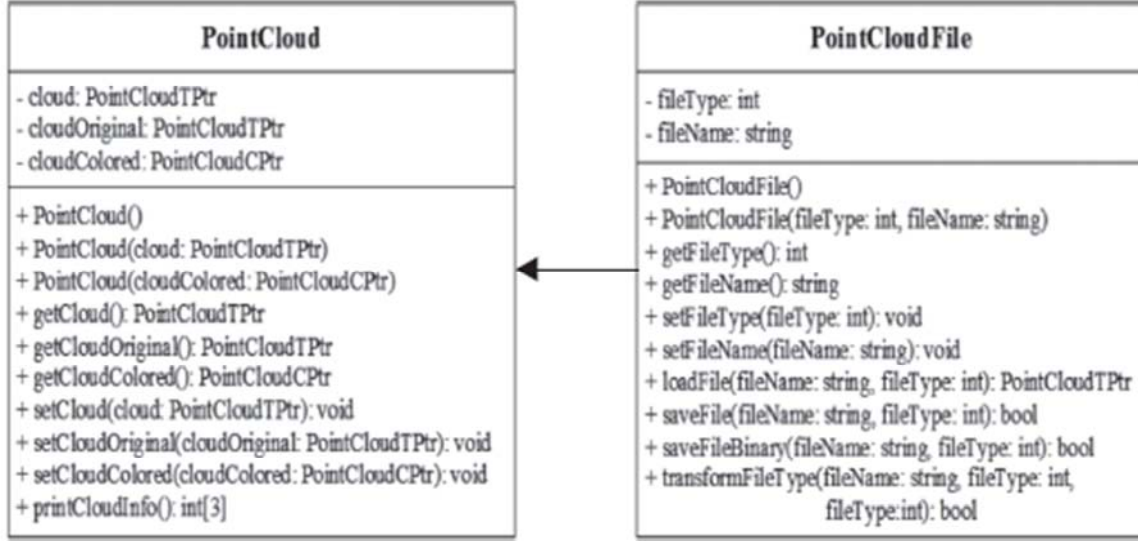 PointCloud
- cloud: PointCloudTPtr
- cloudOriginal: PointCloudTPtr
- cloudColored: PointCloudCPtr
+ PointCloud()
+ PointCloud(cloud: PointCloudTPtr)
+ PointCloud(cloudColored: PointCloudCPtr)
+ getCloud(): PointCloudTPtr
+ getCloudOriginal(): PointCloudTPtr
+ getCloudColored(): PointCloudCPtr
+ setCloud(cloud: PointCloudTPtr): void
+ setCloudOriginal(cloudOriginal: PointCloudTPtr): void
+ setCloudColored(cloudColored: PointCloudCPtr): void
+ printCloudInfo(): int[3]
PointCloudFile
- fileType: int
- fileName: string
+ PointCloudFile()
+ PointCloudFile(fileType: int, fileName: string)
+ getFileType(): int
+ getFileName(): string
+ setFileType(fileType: int): void
+ setFileName(fileName: string): void
+ loadFile(fileName: string, fileType: int): PointCloudTPtr
+ saveFile(fileName: string, fileType: int): bool
+ saveFileBinary(fileName: string, fileType: int): bool
+ transformFileType(fileName: string, fileType: int,
fileType:int): bool